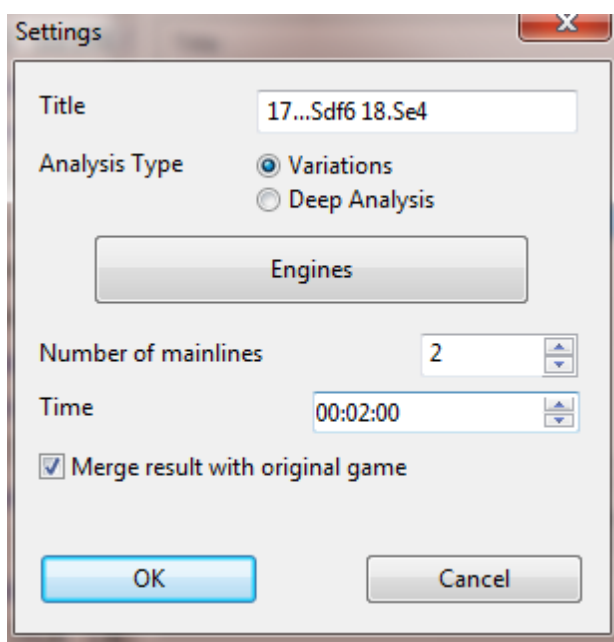 Settings
Title 17...Sdf6 18.Se4
Analysis Type Variations
Deep Analysis
Engines
Number of mainlines 2
Time 00:02:00
Merge result with original game
OK Cancel